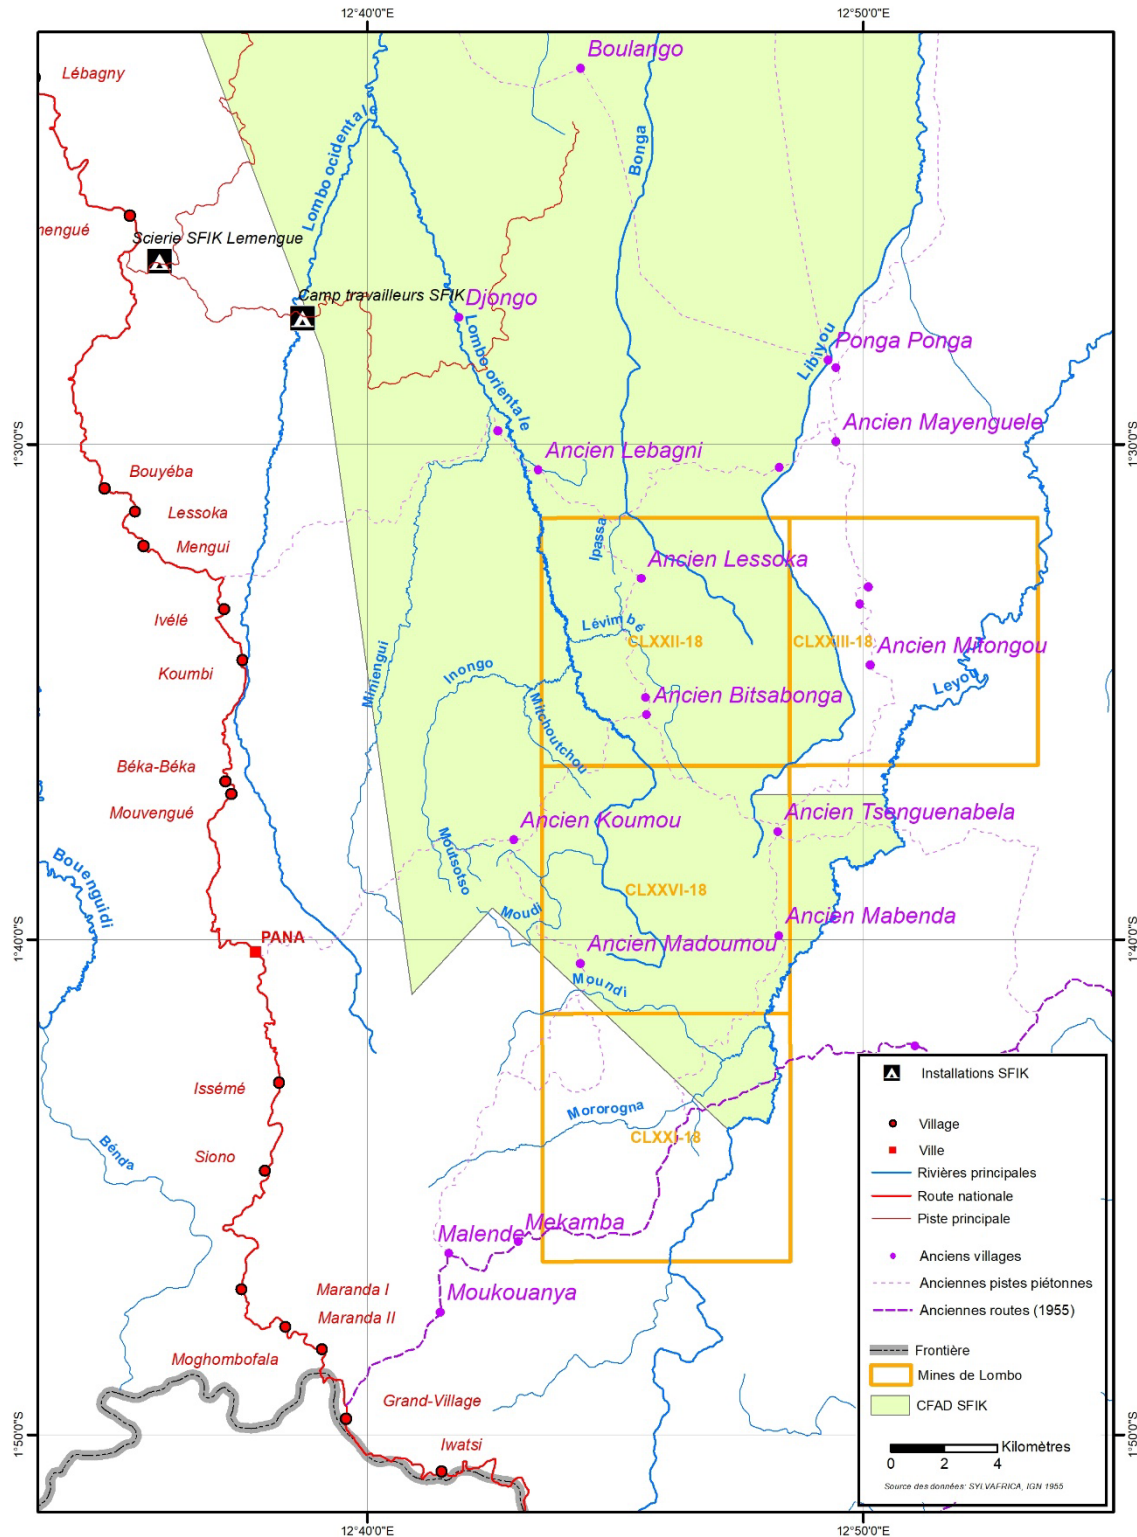 12°40'0"E
12°50'0"E
Boulango
Lébagny
Lombo ocidentale
Bonga
mengué
Scierie SFIK Lemengue
Camp travailleurs SFIK
Djongo
Lombo orientale
Libiyou
Ponga Ponga
Ancien Mayenguele
1°30'0"S
1°30'0"S
Ancien Lebagni
Bouyéba
Lessoka
Mengui
Ipassa
Ancien Lessoka
Ivélé
Lévimbé
CLXXII-18
CLXXIII-18
Ancien Mitongou
Koumbi
Miniengui
Inongo
Leyou
Ancien Bitsabonga
Mitchoutchou
Béka-Béka
Mouvengué
Ancien Koumou
Ancien Tsenguenabela
Bouenguidi
Moutsotso
CLXXVI-18
Moudi
Ancien Mabenda
PANA
1°40'0"S
1°40'0"S
Ancien Madoumou
Moundi
Issémé
Mororogna
CLXXI-18
Bénda
Siono
Malende
Mekamba
Maranda I
Moukouanya
Maranda II
Moghombofala
Grand-Village
Iwatsi
1°50'0"S
1°50'0"S
Installations SFIK
Village
Ville
Rivières principales
Route nationale
Piste principale
Anciens villages
Anciennes pistes piétonnes
Anciennes routes (1955)
Frontière
Mines de Lombo
CFAD SFIK
Kilomètres
0 2 4
Source des données: SYLVAFRICA, IGN 1955
12°40'0"E
12°50'0"E